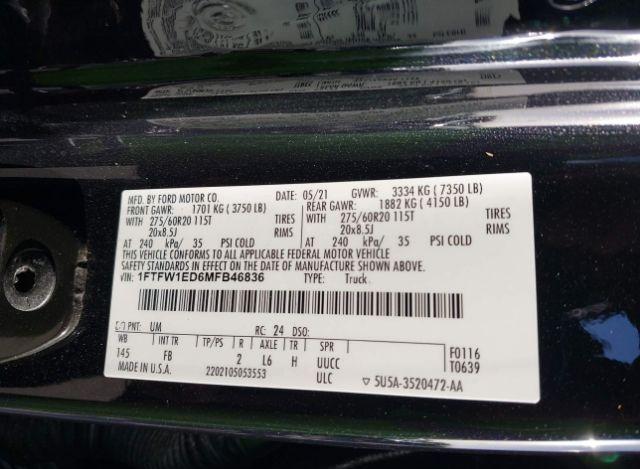 PSI COLD
MFD. BY FORD MOTOR CO. DATE: 05/21 GVWR: 3334 KG ( 7350 LB)
FRONT GAWR: 1701 KG ( 3750 LB) REAR GAWR: 1882 KG ( 4150 LB)
WITH 275/60R20 115T TIRES WITH 275/60R20 115T TIRES
20x8.5J RIMS 20x8.5J RIMS
AT 240 kPa/ 35 PSI COLD AT 240 kPa/ 35 PSI COLD
THIS VEHICLE CONFORMS TO ALL APPLICABLE FEDERAL MOTOR VEHICLE
SAFETY STANDARDS IN EFFECT ON THE DATE OF MANUFACTURE SHOWN ABOVE.
VIN: 1FTFW1ED6MFB46836 TYPE: Truck
PNT: UM RC: 24 DSO:
WB INT TR TP/PS R AXLE TR SPR F0116
145 FB 2 L6 H UUCC T0639
MADE IN U.S.A. 2202105053553 ULC 5U5A-3520472-AA